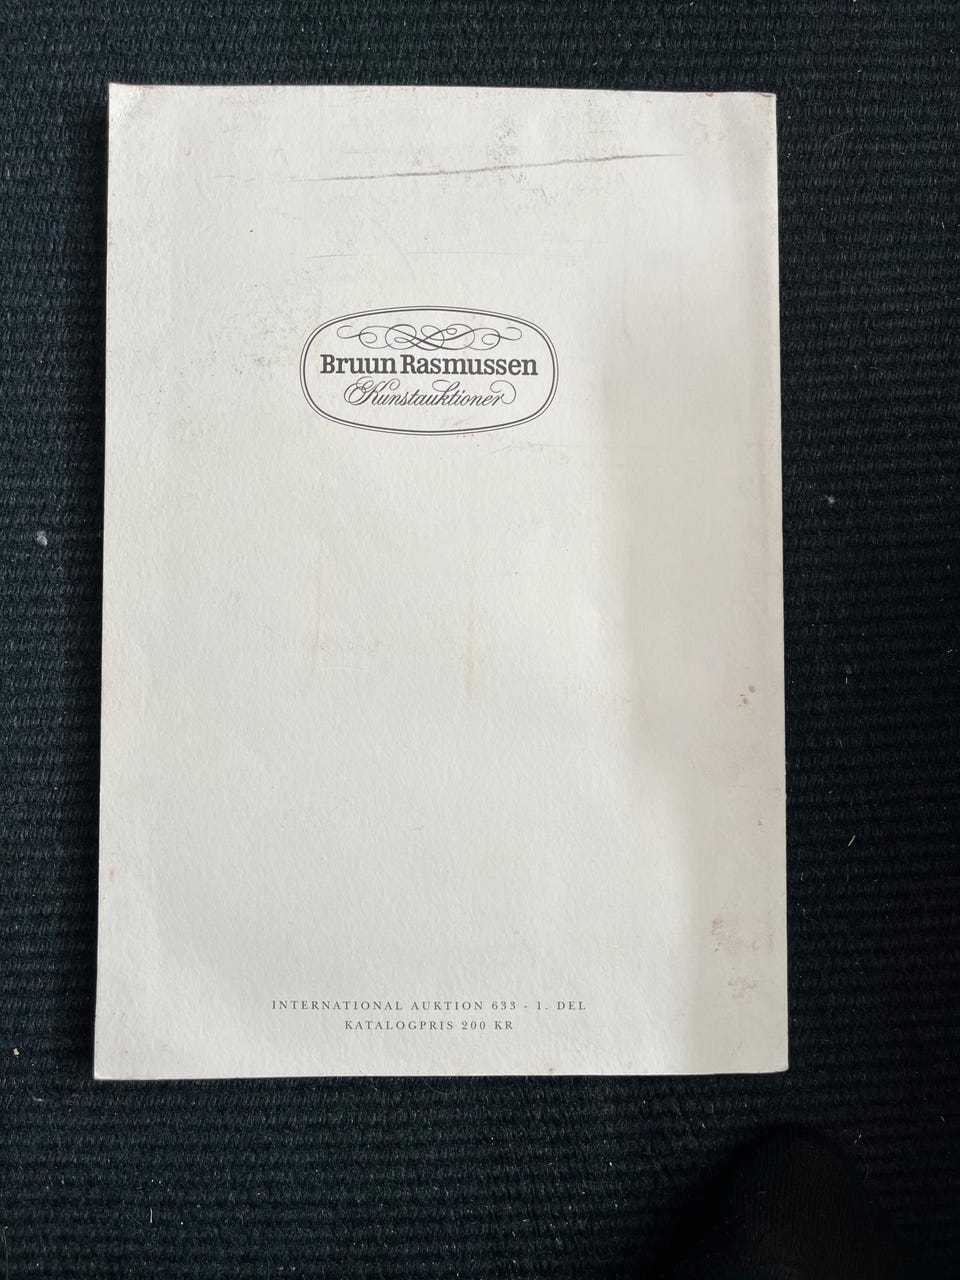 Bruun Rasmussen
Kunstauktioner
INTERNATIONAL AUKTION 633 - 1. DEL
KATALOGPRIS 200 KR